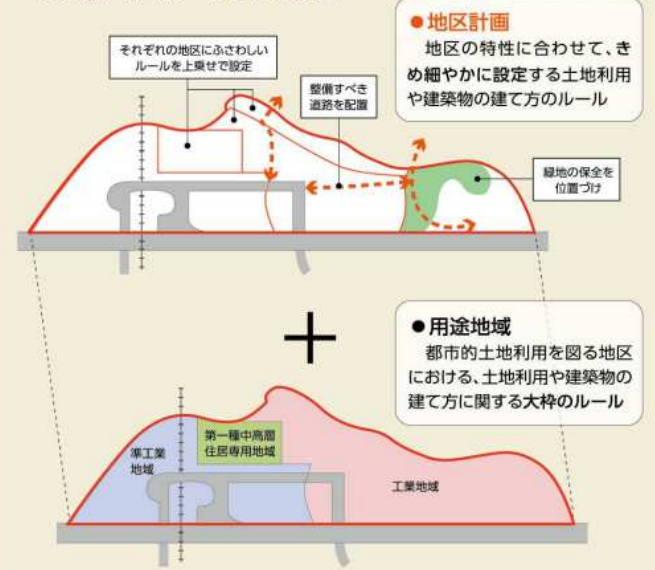 ●地区計画
地区の特性に合わせて、き
め細やかに設定する土地利用
や建築物の建て方のルール
それぞれの地区にふさわしい
ルールを上乗せで設定
整備すべき
道路を配置
緑地の保全を
位置づけ
●用途地域
都市的土地利用を図る地区
における、土地利用や建築物の
建て方に関する大枠のルール
準工業
地域
第一種中高層
住居専用地域
工業地域